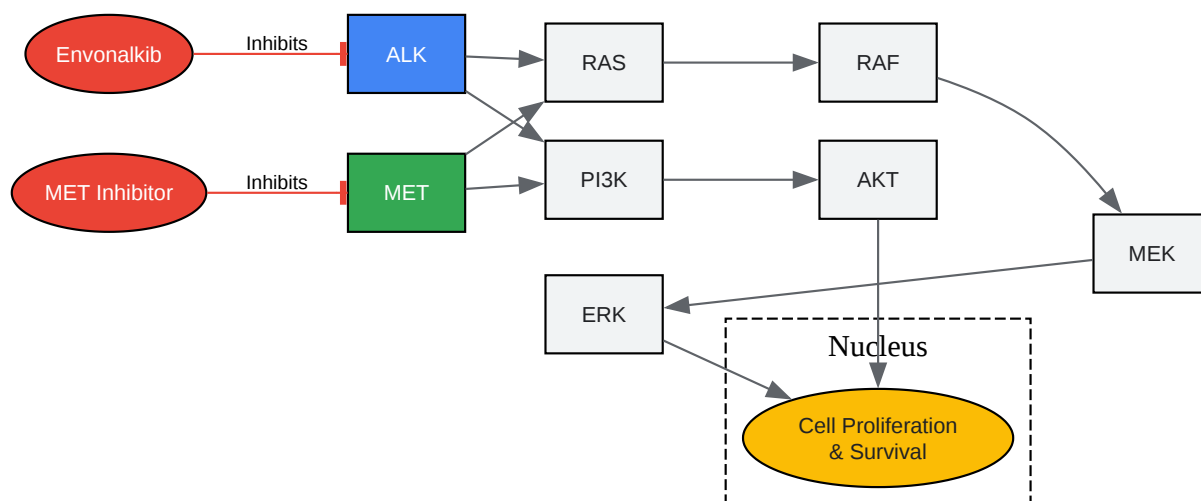 Envonalkib
Inhibits
ALK
RAS
RAF
MET Inhibitor
Inhibits
MET
PI3K
AKT
MEK
ERK
Nucleus
Cell Proliferation
& Survival